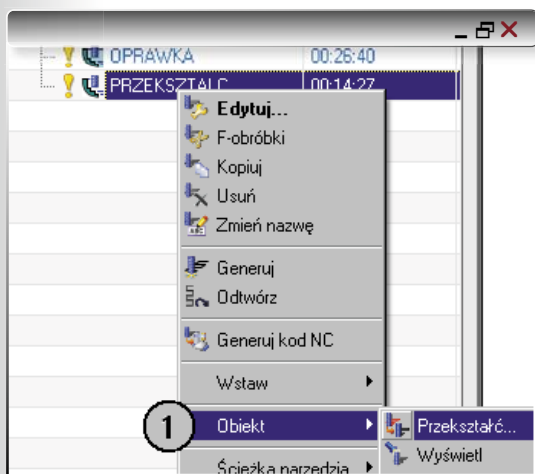 OPRAWKA 00:26:40
PRZEKSZTALC 00:14:27
Edytuj...
F-obróbki
Kopiuj
Usuń
Zmień nazwę
Generuj
Odtwórz
Generuj kod NC
Wstaw
1 Obiekt Przekształć...
Wyświetl
Ścieżka narzędzia